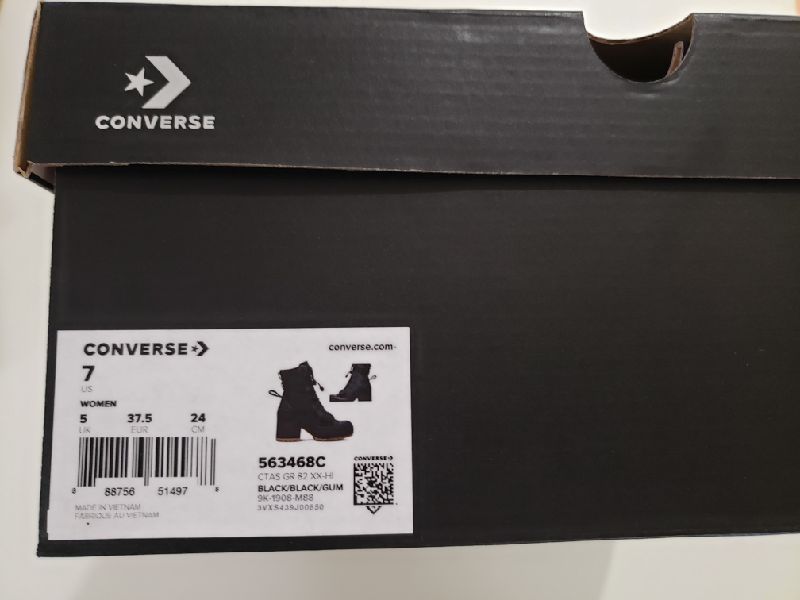 CONVERSE
CONVERSE
converse.com
7
US
WOMEN
5 37.5 24
UK EUR CM
8 88756 51497 8
MADE IN VIETNAM
FABRIQUE AU VIETNAM
563468C
CTAS GR 82 XX-HI
BLACK/BLACK/GUM
9K-1908-M88
CONVERSE